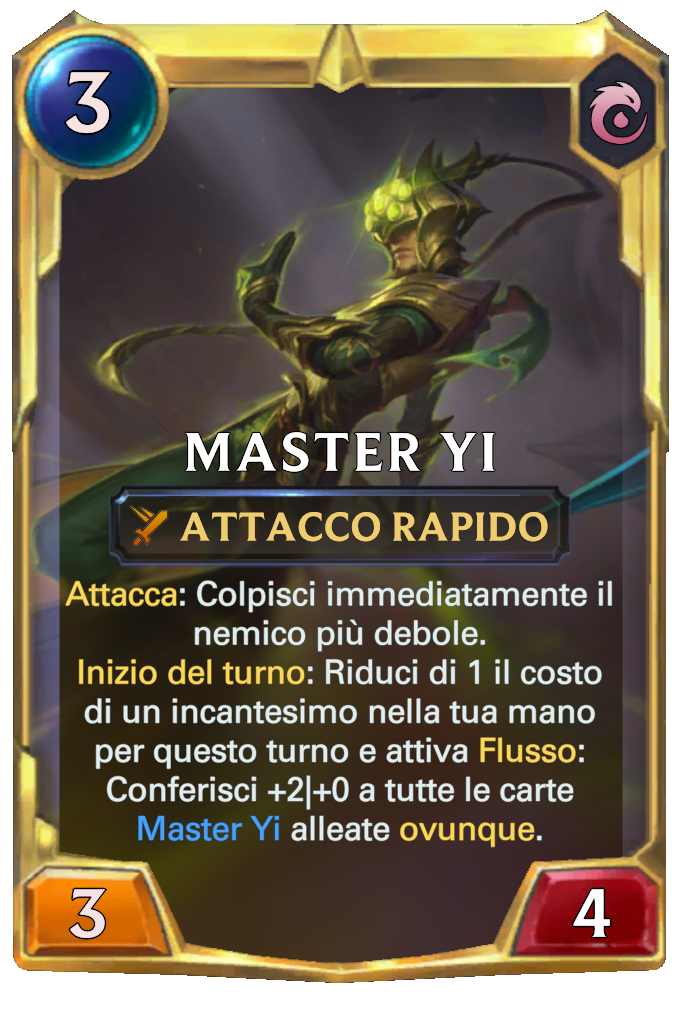 3
MASTER YI
ATTACCO RAPIDO
Attacca: Colpisci immediatamente il
nemico più debole.
Inizio del turno: Riduci di 1 il costo
di un incantesimo nella tua mano
per questo turno e attiva Flusso:
Conferisci +2|+0 a tutte le carte
Master Yi alleate ovunque.
3
4